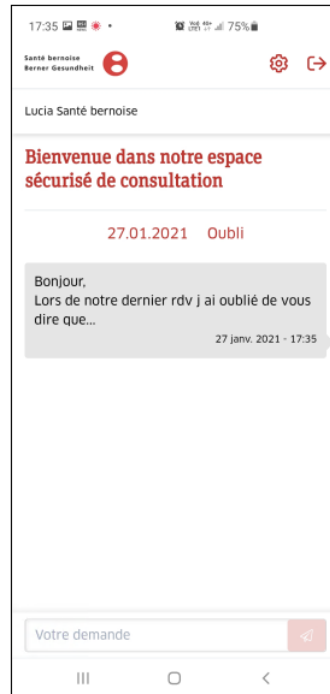 17:35 75%
Santé bernoise
Berner Gesundheit
Lucia Santé bernoise
Bienvenue dans notre espace
sécurisé de consultation
27.01.2021 Oubli
Bonjour,
Lors de notre dernier rdv j ai oublié de vous
dire que...
27 janv. 2021 - 17:35
Votre demande